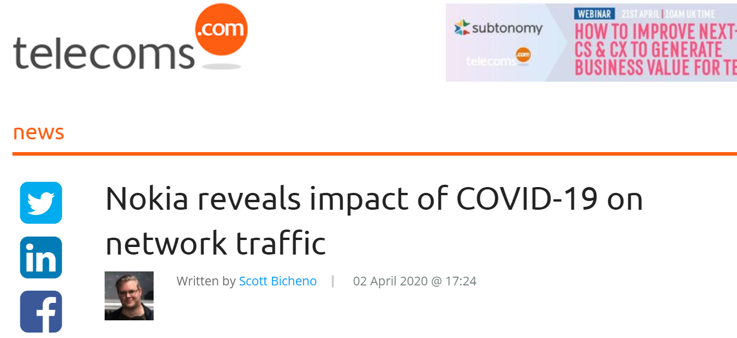 telecoms.com
subtonomy
telecoms.com
WEBINAR 21ST APRIL | 10AM UK TIME
HOW TO IMPROVE NEXT-
CS & CX TO GENERATE
BUSINESS VALUE FOR TE
news
Nokia reveals impact of COVID-19 on
network traffic
Written by Scott Bicheno | 02 April 2020 @ 17:24